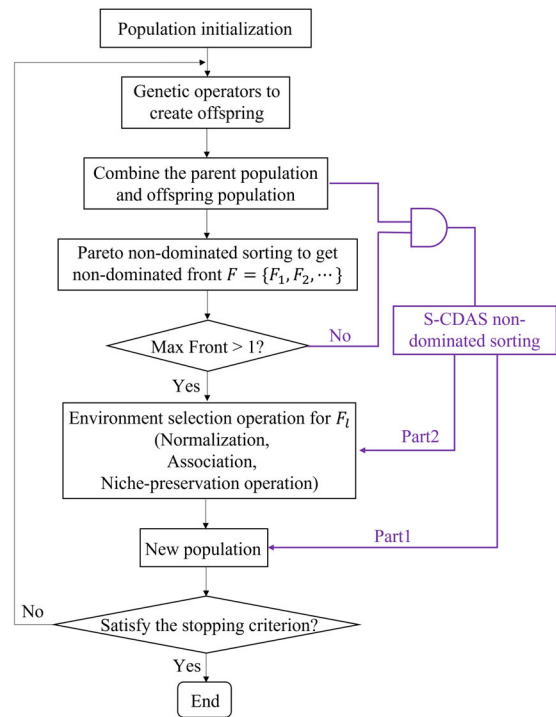 Population initialization
Genetic operators to
create offspring
Combine the parent population
and offspring population
Pareto non-dominated sorting to get
non-dominated front F = {F₁, F₂, ⋯}
S-CDAS non-
dominated sorting
Max Front > 1?
No
Yes
Environment selection operation for Fₗ
(Normalization,
Association,
Niche-preservation operation)
Part2
New population
Part1
Satisfy the stopping criterion?
No
Yes
End